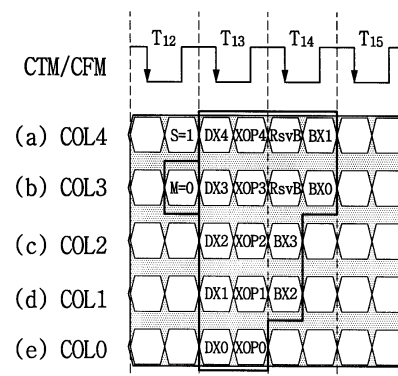 T12 T13 T14 T15
CTM/CFM
(a) COL4 S=1 DX4 XOP4 RsvB BX1
(b) COL3 M=0 DX3 XOP3 RsvB BX0
(c) COL2 DX2 XOP2 BX3
(d) COL1 DX1 XOP1 BX2
(e) COL0 DX0 XOP0